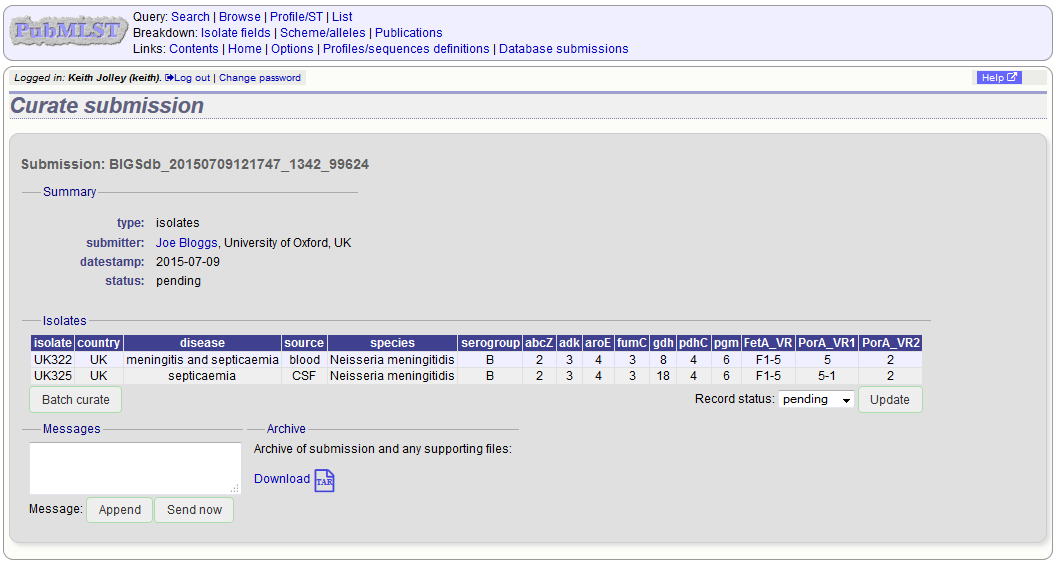 PubMLST
Query: Search | Browse | Profile/ST | List
Breakdown: Isolate fields | Scheme/alleles | Publications
Links: Contents | Home | Options | Profiles/sequences definitions | Database submissions
Logged in: Keith Jolley (keith). Log out | Change password
Help
Curate submission
Submission: BIGSdb_20150709121747_1342_99624
Summary
type: isolates
submitter: Joe Bloggs, University of Oxford, UK
datestamp: 2015-07-09
status: pending
Isolates
isolate country disease source species serogroup abcZ adk aroE fumC gdh pdhC pgm FetA_VR PorA_VR1 PorA_VR2
UK322 UK meningitis and septicaemia blood Neisseria meningitidis B 2 3 4 3 8 4 6 F1-5 5 2
UK325 UK septicaemia CSF Neisseria meningitidis B 2 3 4 3 18 4 6 F1-5 5-1 2
Batch curate Record status: pending Update
Messages Archive
Archive of submission and any supporting files:
Download TAR
Message: Append Send now